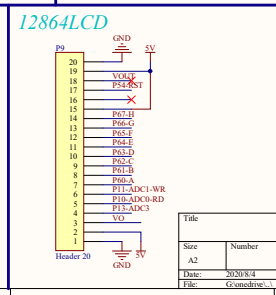 12864LCD
GND
P9
5V
20
19
18 VOUT
17 P54-RST
16
15
14 P67-H
13 P66-G
12 P65-F
11 P64-E
10 P63-D
9 P62-C
8 P61-B
7 P60-A
6 P11-ADC1-WR
5 P10-ADC0-RD
4 P13-ADC3
3 VO
2
1
Header 20
GND
5V
Title
Size Number
A2
Date: 2020/8/4
File: G:\onedrive\..\